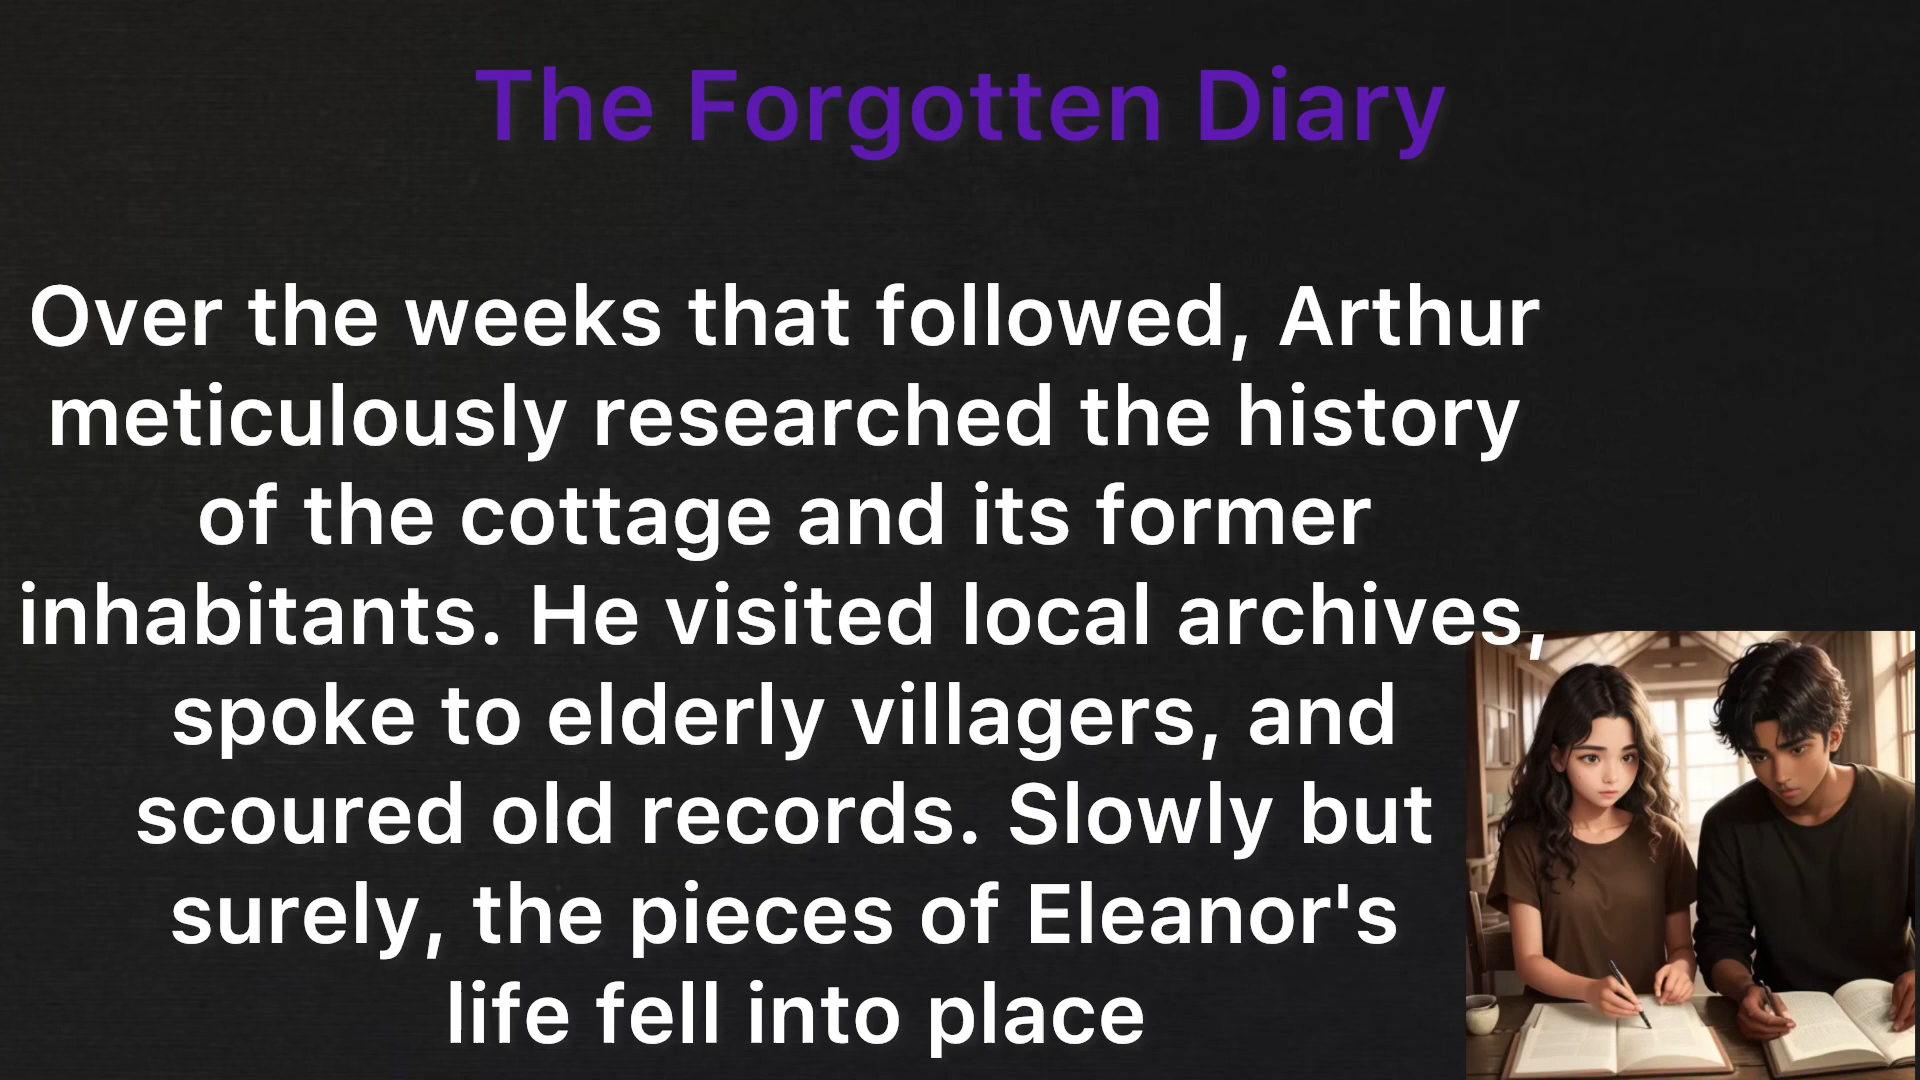 The Forgotten Diary
Over the weeks that followed, Arthur
meticulously researched the history
of the cottage and its former
inhabitants. He visited local archives,
spoke to elderly villagers, and
scoured old records. Slowly but
surely, the pieces of Eleanor's
life fell into place